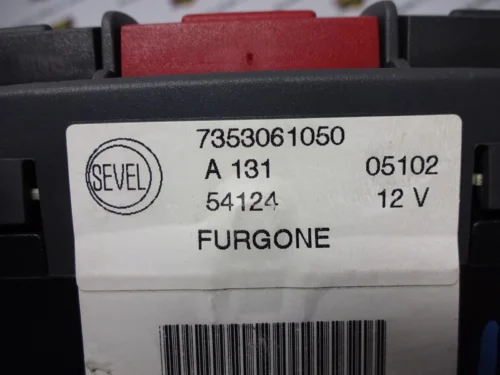 SEVEL
7353061050
A 131 05102
54124 12 V
FURGONE